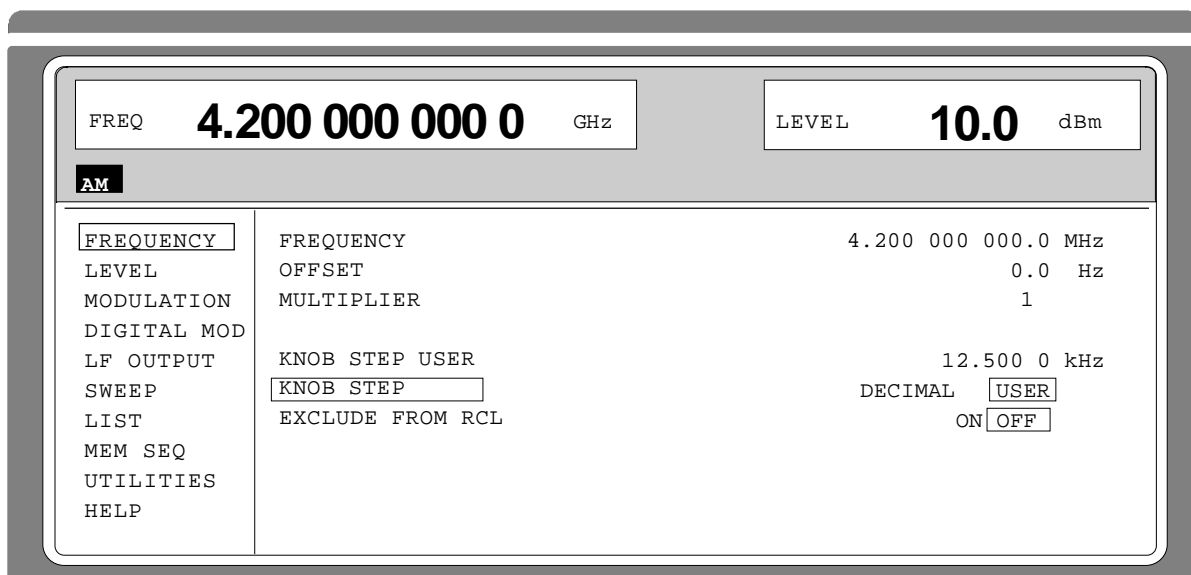 FREQ 4.200 000 000 0 GHz LEVEL 10.0 dBm
AM
FREQUENCY FREQUENCY 4.200 000 000.0 MHz
LEVEL OFFSET 0.0 Hz
MODULATION MULTIPLIER 1
DIGITAL MOD
LF OUTPUT KNOB STEP USER 12.500 0 kHz
SWEEP KNOB STEP DECIMAL USER
LIST EXCLUDE FROM RCL ON OFF
MEM SEQ
UTILITIES
HELP